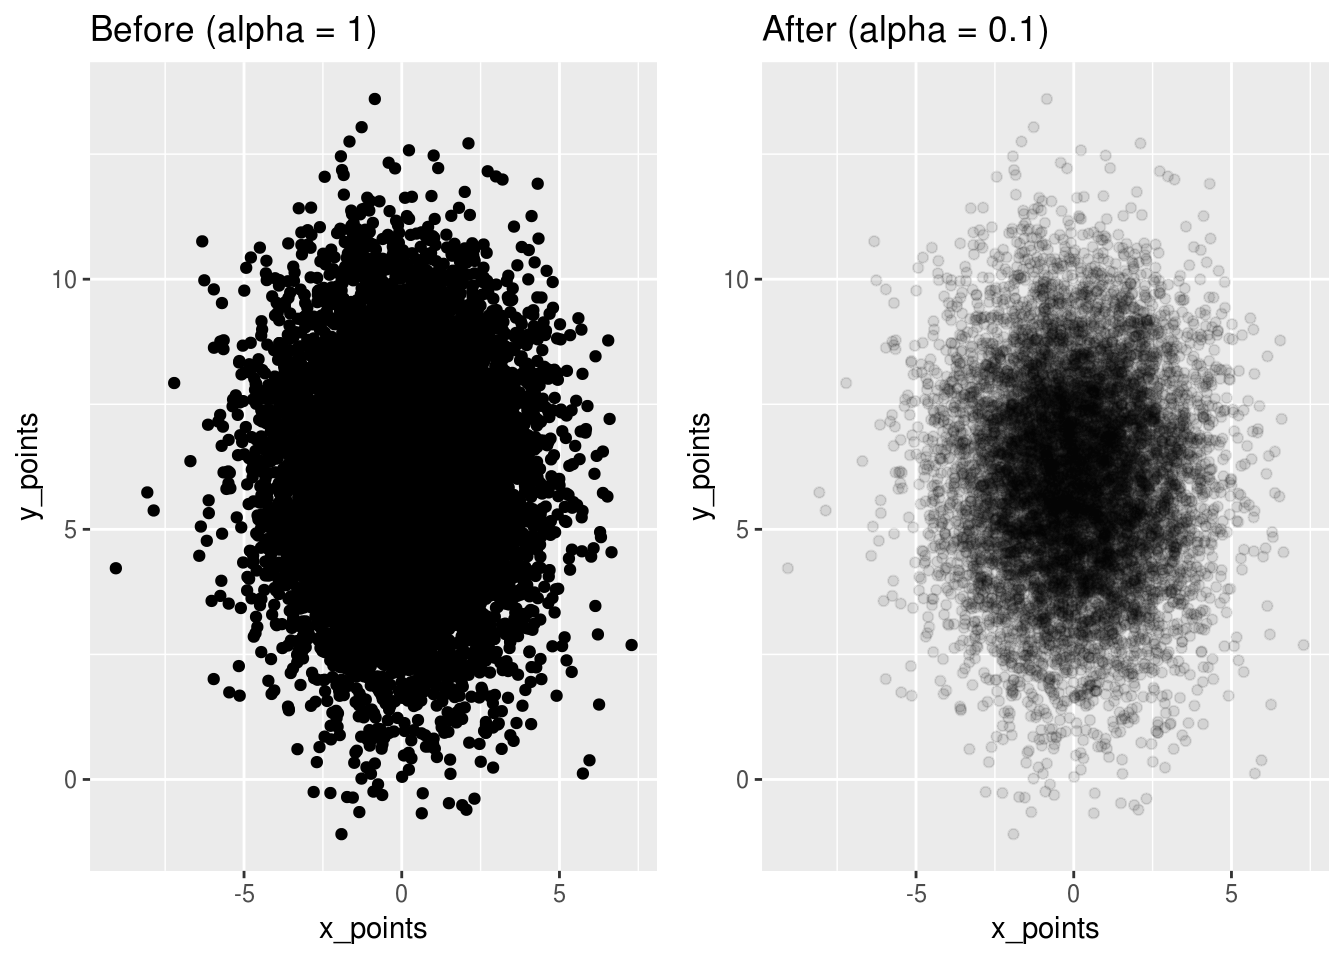 Before (alpha = 1)
y_points
10
5
0
-5
0
5
x_points
After (alpha = 0.1)
y_points
10
5
0
-5
0
5
x_points